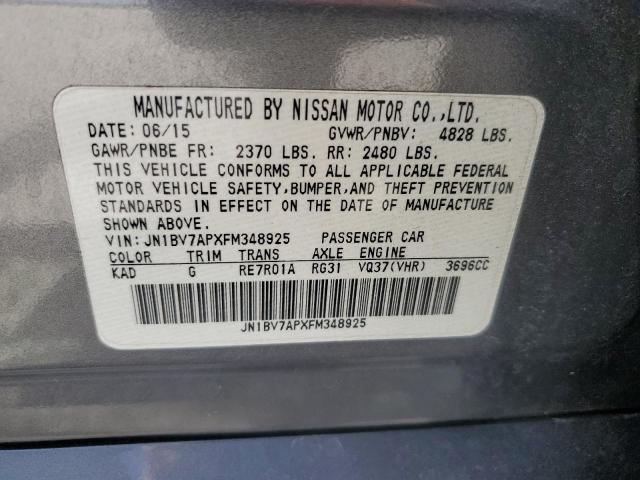 MANUFACTURED BY NISSAN MOTOR CO.,LTD.
DATE: 06/15 GVWR/PNBV: 4828 LBS.
GAWR/PNBE FR: 2370 LBS. RR: 2480 LBS.
THIS VEHICLE CONFORMS TO ALL APPLICABLE FEDERAL
MOTOR VEHICLE SAFETY,BUMPER,AND THEFT PREVENTION
STANDARDS IN EFFECT ON THE DATE OF MANUFACTURE
SHOWN ABOVE.
VIN: JN1BV7APXFM348925 PASSENGER CAR
COLOR TRIM TRANS AXLE ENGINE
KAD G RE7R01A RG31 VQ37(VHR) 3696CC
JN1BV7APXFM348925